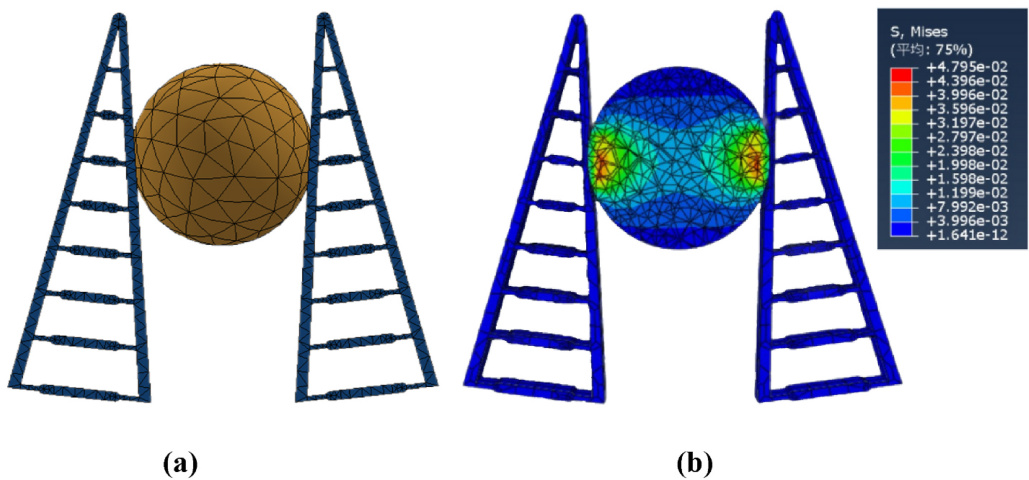 S, Mises
(平均: 75%)
+4.795e-02
+4.396e-02
+3.996e-02
+3.596e-02
+3.197e-02
+2.797e-02
+2.398e-02
+1.998e-02
+1.598e-02
+1.199e-02
+7.992e-03
+3.996e-03
+1.641e-12
(a)
(b)